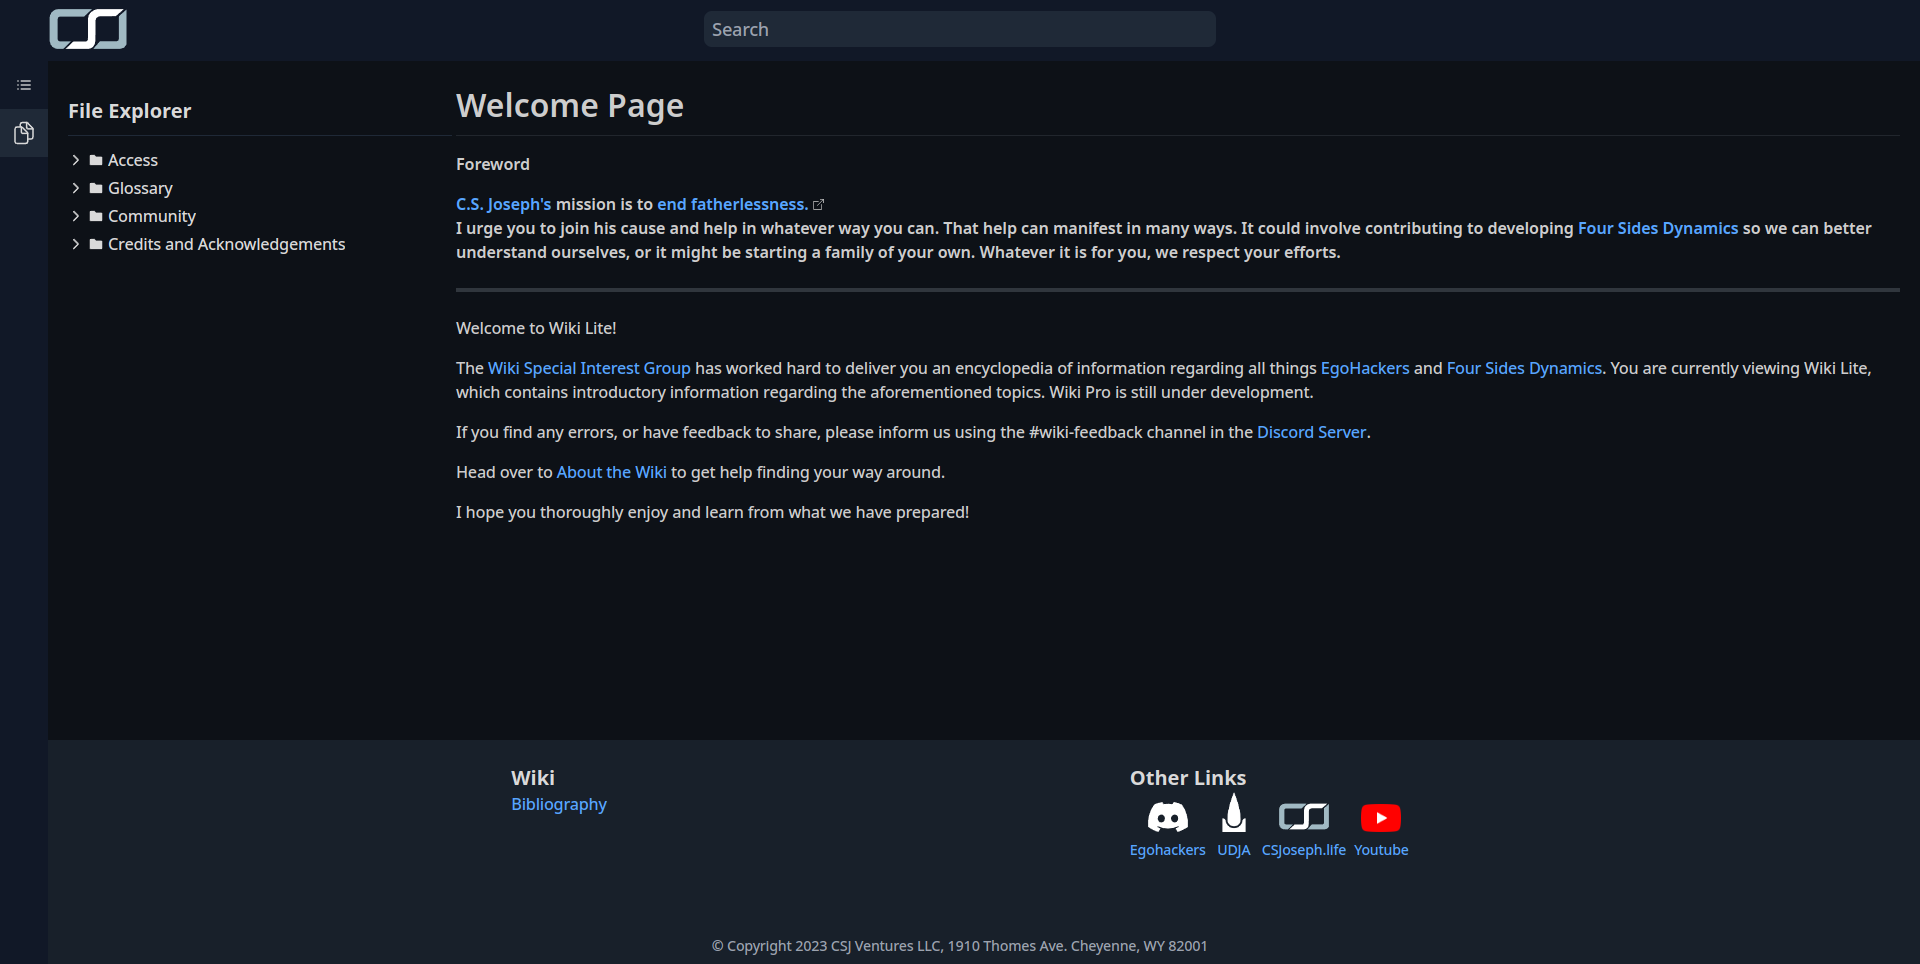 CSJ
Search
File Explorer
Access
Glossary
Community
Credits and Acknowledgements
Welcome Page
Foreword
C.S. Joseph's mission is to end fatherlessness.
I urge you to join his cause and help in whatever way you can. That help can manifest in many ways. It could involve contributing to developing Four Sides Dynamics so we can better
understand ourselves, or it might be starting a family of your own. Whatever it is for you, we respect your efforts.
Welcome to Wiki Lite!
The Wiki Special Interest Group has worked hard to deliver you an encyclopedia of information regarding all things EgoHackers and Four Sides Dynamics. You are currently viewing Wiki Lite,
which contains introductory information regarding the aforementioned topics. Wiki Pro is still under development.
If you find any errors, or have feedback to share, please inform us using the #wiki-feedback channel in the Discord Server.
Head over to About the Wiki to get help finding your way around.
I hope you thoroughly enjoy and learn from what we have prepared!
Wiki
Bibliography
Other Links
CSJ
Egohackers UDJA CSJoseph.life Youtube
© Copyright 2023 CSJ Ventures LLC, 1910 Thomes Ave. Cheyenne, WY 82001